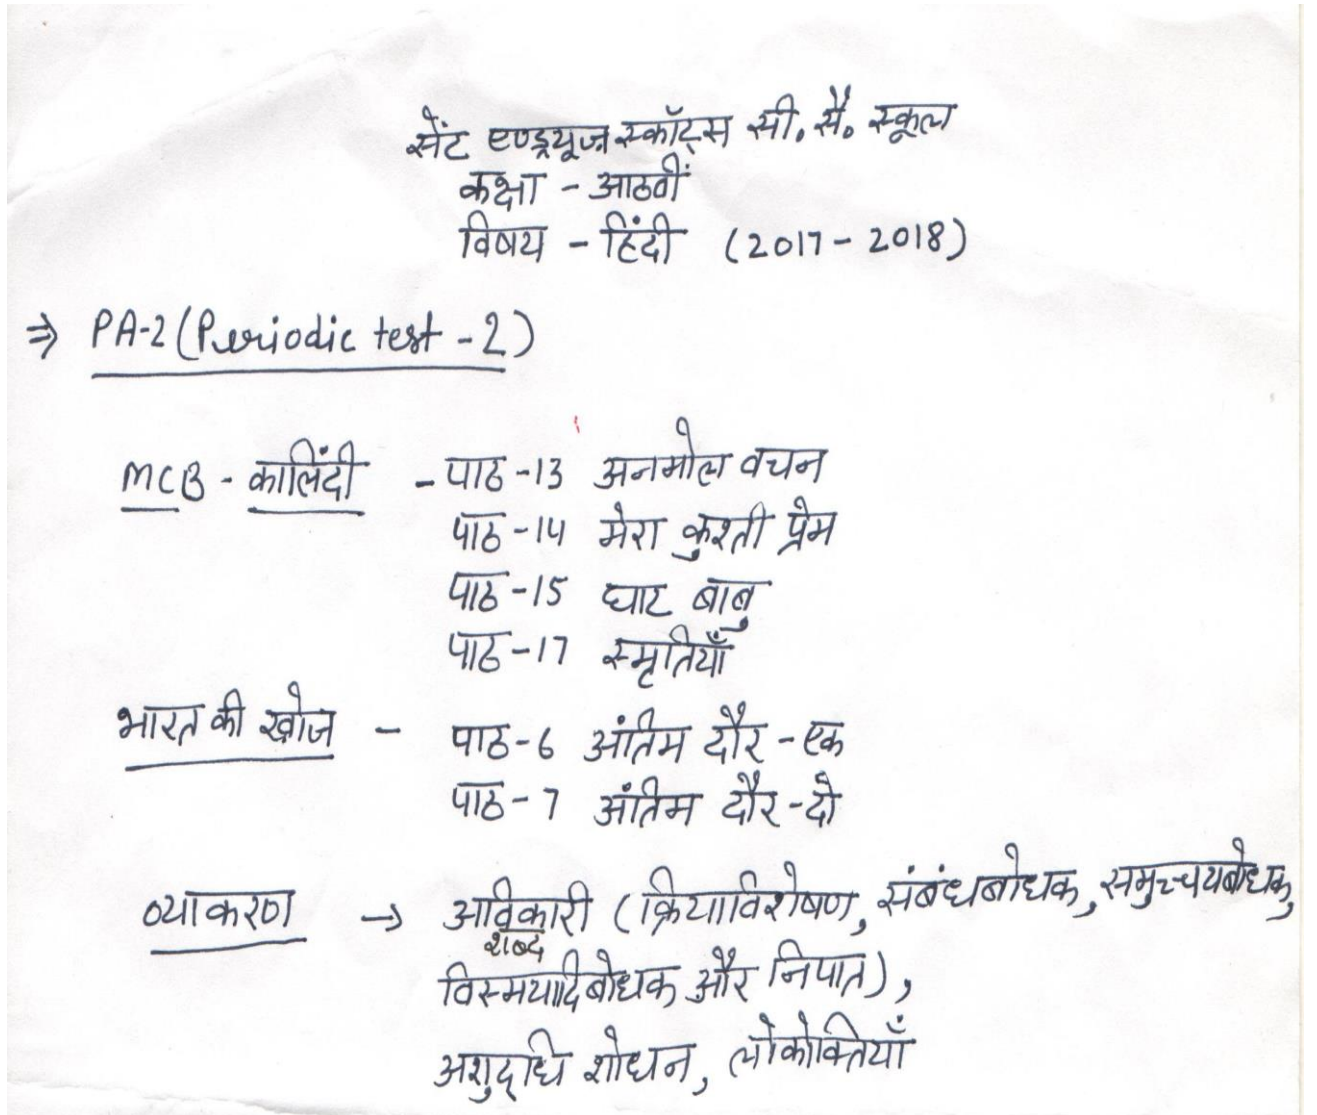 सेंट एण्ड्रयूज़ स्कॉट्स सी. सै. स्कूल
कक्षा - आठवीं
विषय - हिंदी (2017 - 2018)
⇒ PA-2 (Periodic test - 2)
MCB - कालिंदी - पाठ -13 अनमोल वचन
पाठ -14 मेरा कुश्ती प्रेम
पाठ -15 घाट बाबु
पाठ -17 स्मृतियाँ
भारत की खोज - पाठ-6 अंतिम दौर - एक
पाठ - 7 अंतिम दौर - दो
व्याकरण → अविकारी (क्रियाविशेषण, संबंधबोधक, समुच्चयबोधक,
शब्द
विस्मयादिबोधक और निपात),
अशुद्धि शोधन, लोकोक्तियाँ